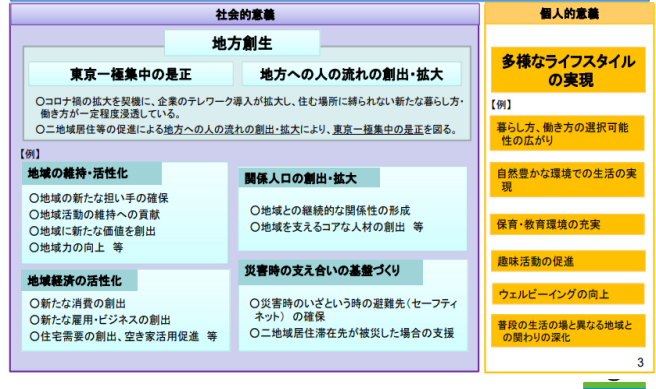 社会的意義
地方創生
東京一極集中の是正
地方への人の流れの創出・拡大
○コロナ禍の拡大を契機に、企業のテレワーク導入が拡大し、住む場所に縛られない新たな暮らし方・
働き方が一定程度浸透している。
○二地域居住等の促進による地方への人の流れの創出・拡大により、東京一極集中の是正を図る。
【例】
地域の維持・活性化
○地域の新たな担い手の確保
○地域活動の維持への貢献
○地域に新たな価値を創出
○地域力の向上 等
関係人口の創出・拡大
○地域との継続的な関係性の形成
○地域を支えるコアな人材の創出 等
地域経済の活性化
○新たな消費の創出
○新たな雇用・ビジネスの創出
○住宅需要の創出、空き家活用促進 等
災害時の支え合いの基盤づくり
○災害時のいざという時の避難先（セーフティ
ネット）の確保
○二地域居住滞在先が被災した場合の支援
個人的意義
多様なライフスタイル
の実現
【例】
暮らし方、働き方の選択可能
性の広がり
自然豊かな環境での生活の実
現
保育・教育環境の充実
趣味活動の促進
ウェルビーイングの向上
普段の生活の場と異なる地域と
の関わりの深化
3